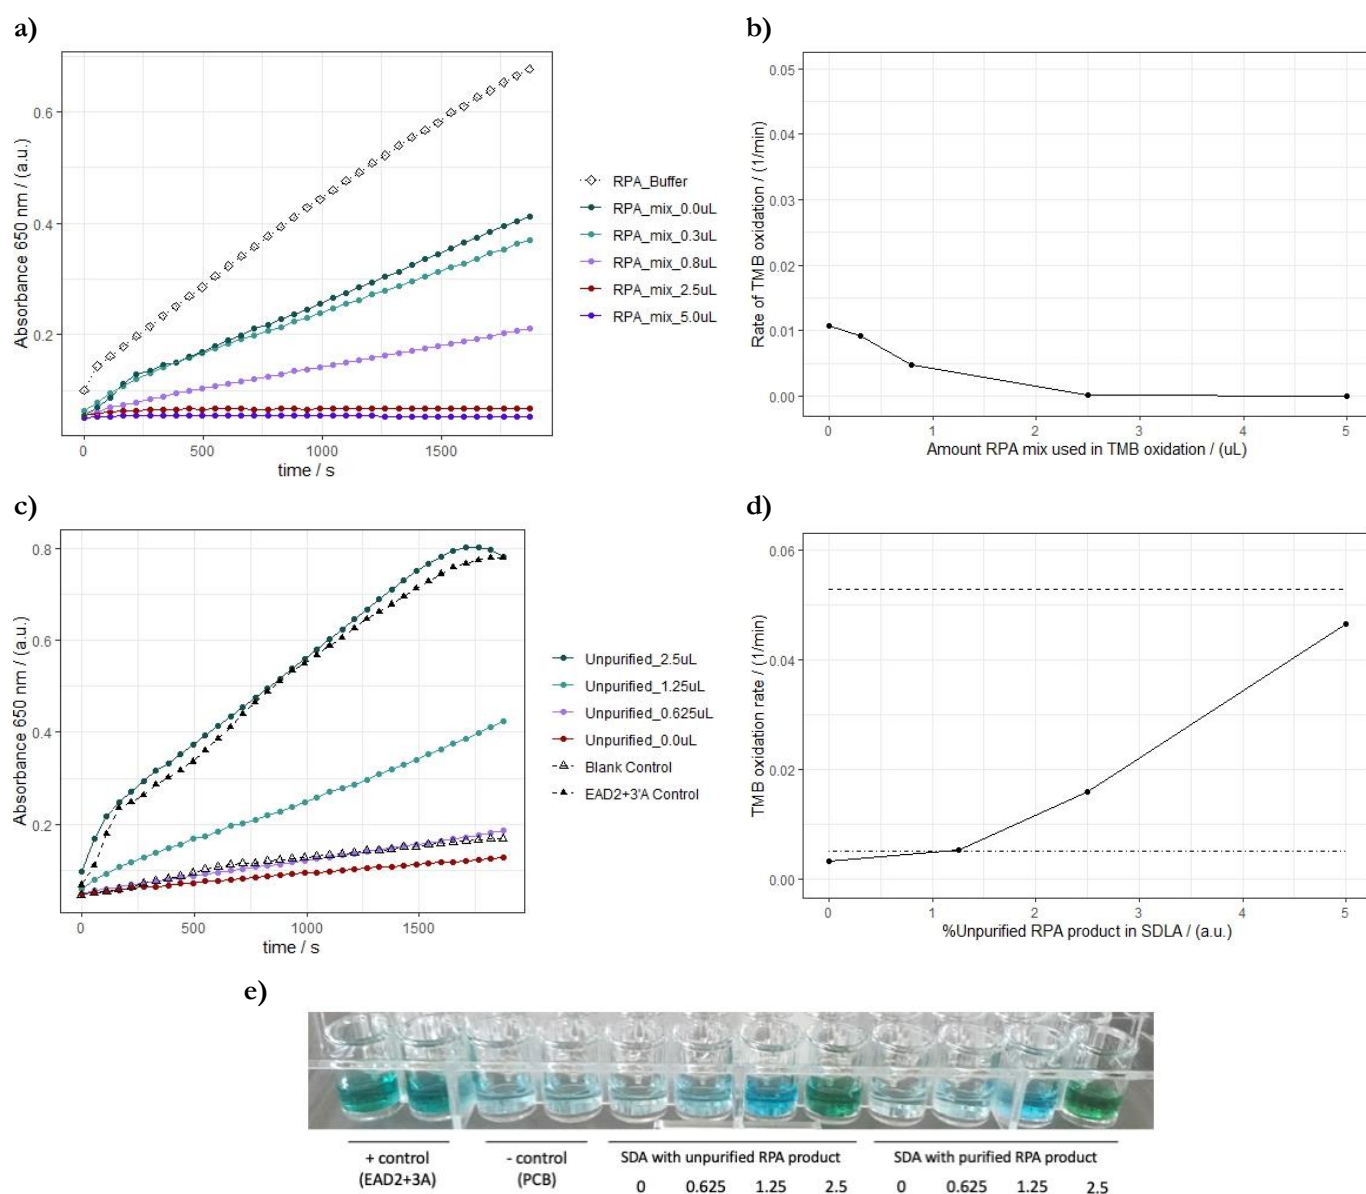 a)
0.6
0.4
0.2
0
500
1000
1500
Absorbance 650 nm / (a.u.)
time / s
RPA_Buffer
RPA_mix_0.0uL
RPA_mix_0.3uL
RPA_mix_0.8uL
RPA_mix_2.5uL
RPA_mix_5.0uL
b)
0.05
0.04
0.03
0.02
0.01
0.00
0
1
2
3
4
5
Rate of TMB oxidation / (1/min)
Amount RPA mix used in TMB oxidation / (uL)
c)
0.8
0.6
0.4
0.2
0
500
1000
1500
Absorbance 650 nm / (a.u.)
time / s
Unpurified_2.5uL
Unpurified_1.25uL
Unpurified_0.625uL
Unpurified_0.0uL
Blank Control
EAD2+3'A Control
d)
0.06
0.04
0.02
0.00
0
1
2
3
4
5
TMB oxidation rate / (1/min)
%Unpurified RPA product in SDLA / (a.u.)
e)
+ control
(EAD2+3A)
- control
(PCB)
SDA with unpurified RPA product
0 0.625 1.25 2.5
SDA with purified RPA product
0 0.625 1.25 2.5